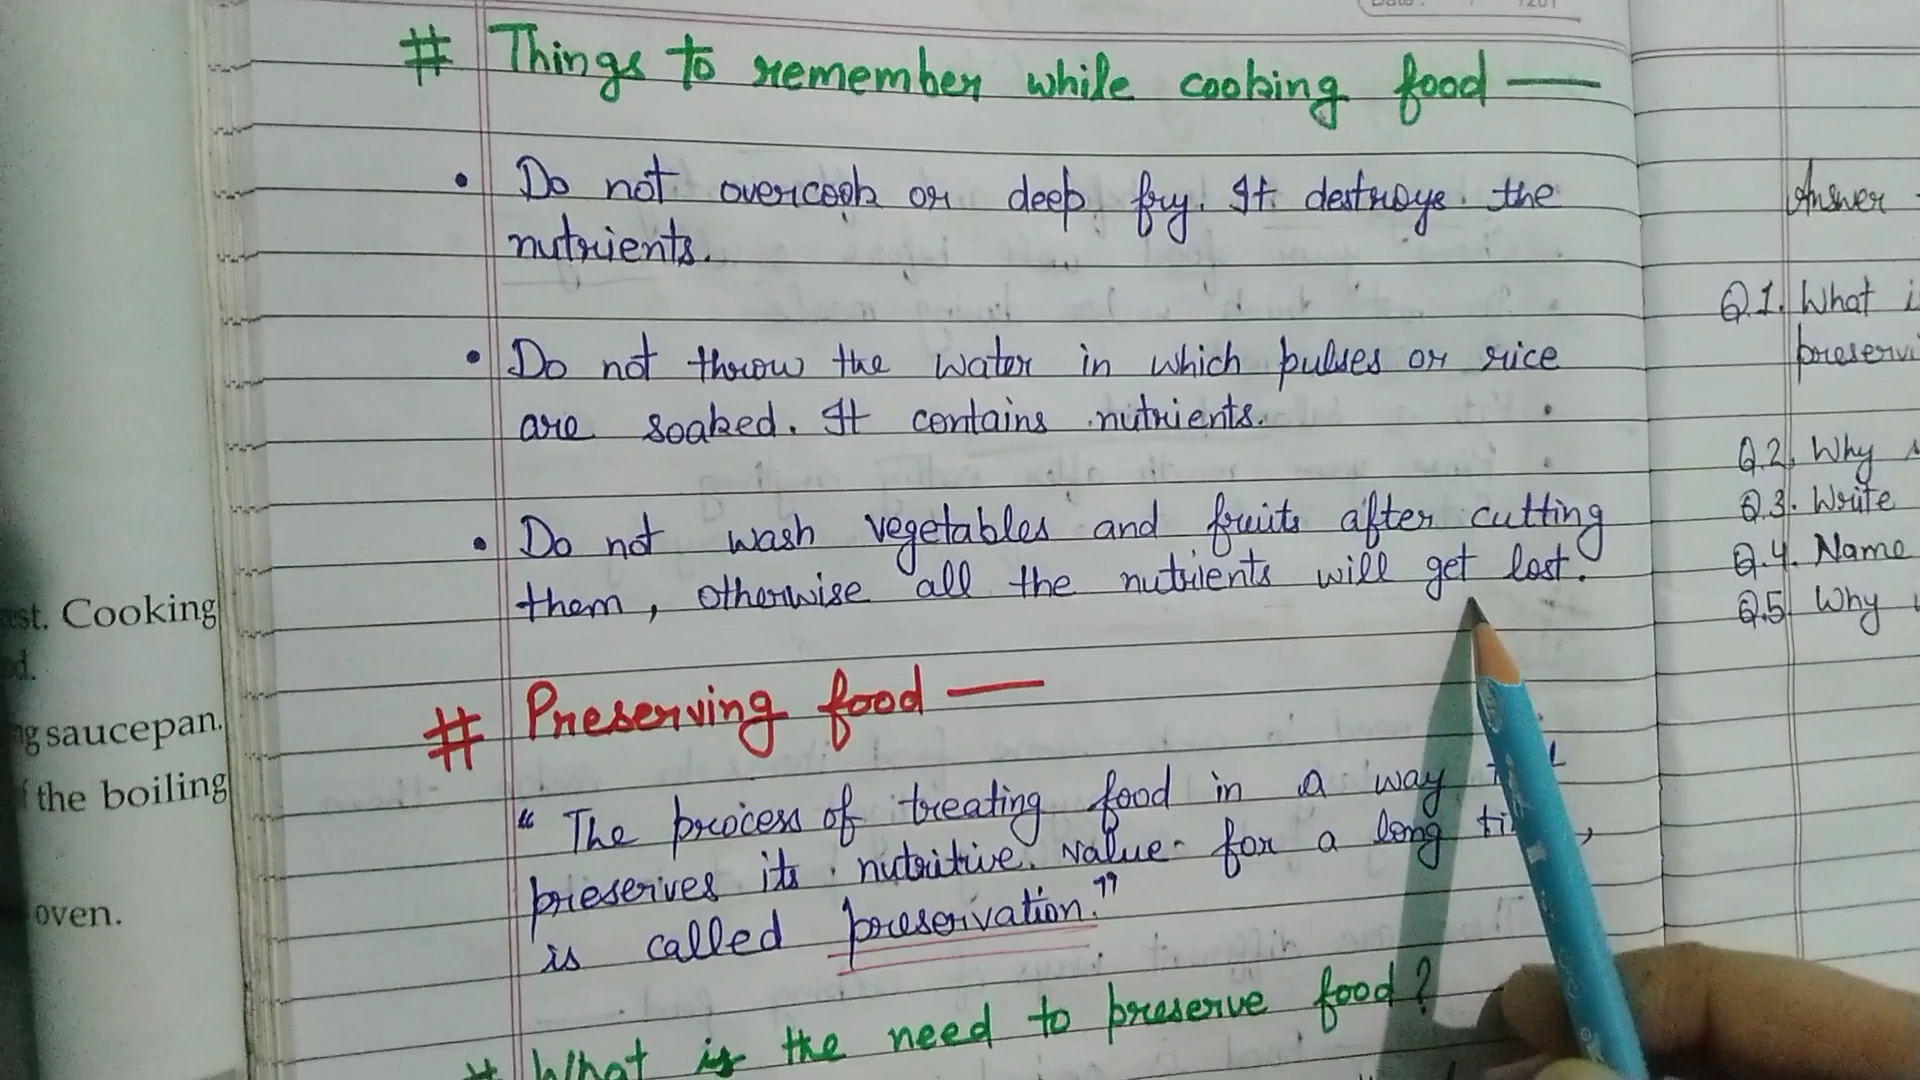 # Things to remember while cooking food —
• Do not overcook or deep fry. It destroys the
nutrients.
• Do not throw the water in which pulses or rice
are soaked. It contains nutrients.
• Do not wash vegetables and fruits after cutting
them, otherwise all the nutrients will get lost.
# Preserving food —
“ The process of treating food in a way
preserves its nutritive value for a long
is called preservation.”
# What is the need to preserve food?
Answer
Q.1. What
Q.2. Why
Q.3. Write
Q.4. Name
Q.5 Why
Cooking
saucepan.
the boiling
oven.